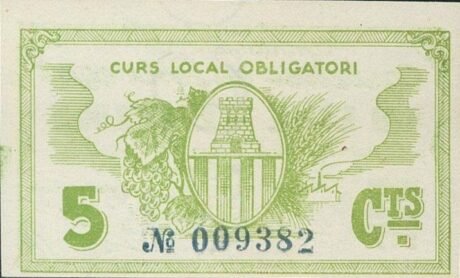 CURS LOCAL OBLIGATORI
5 CTS.
№ 009382